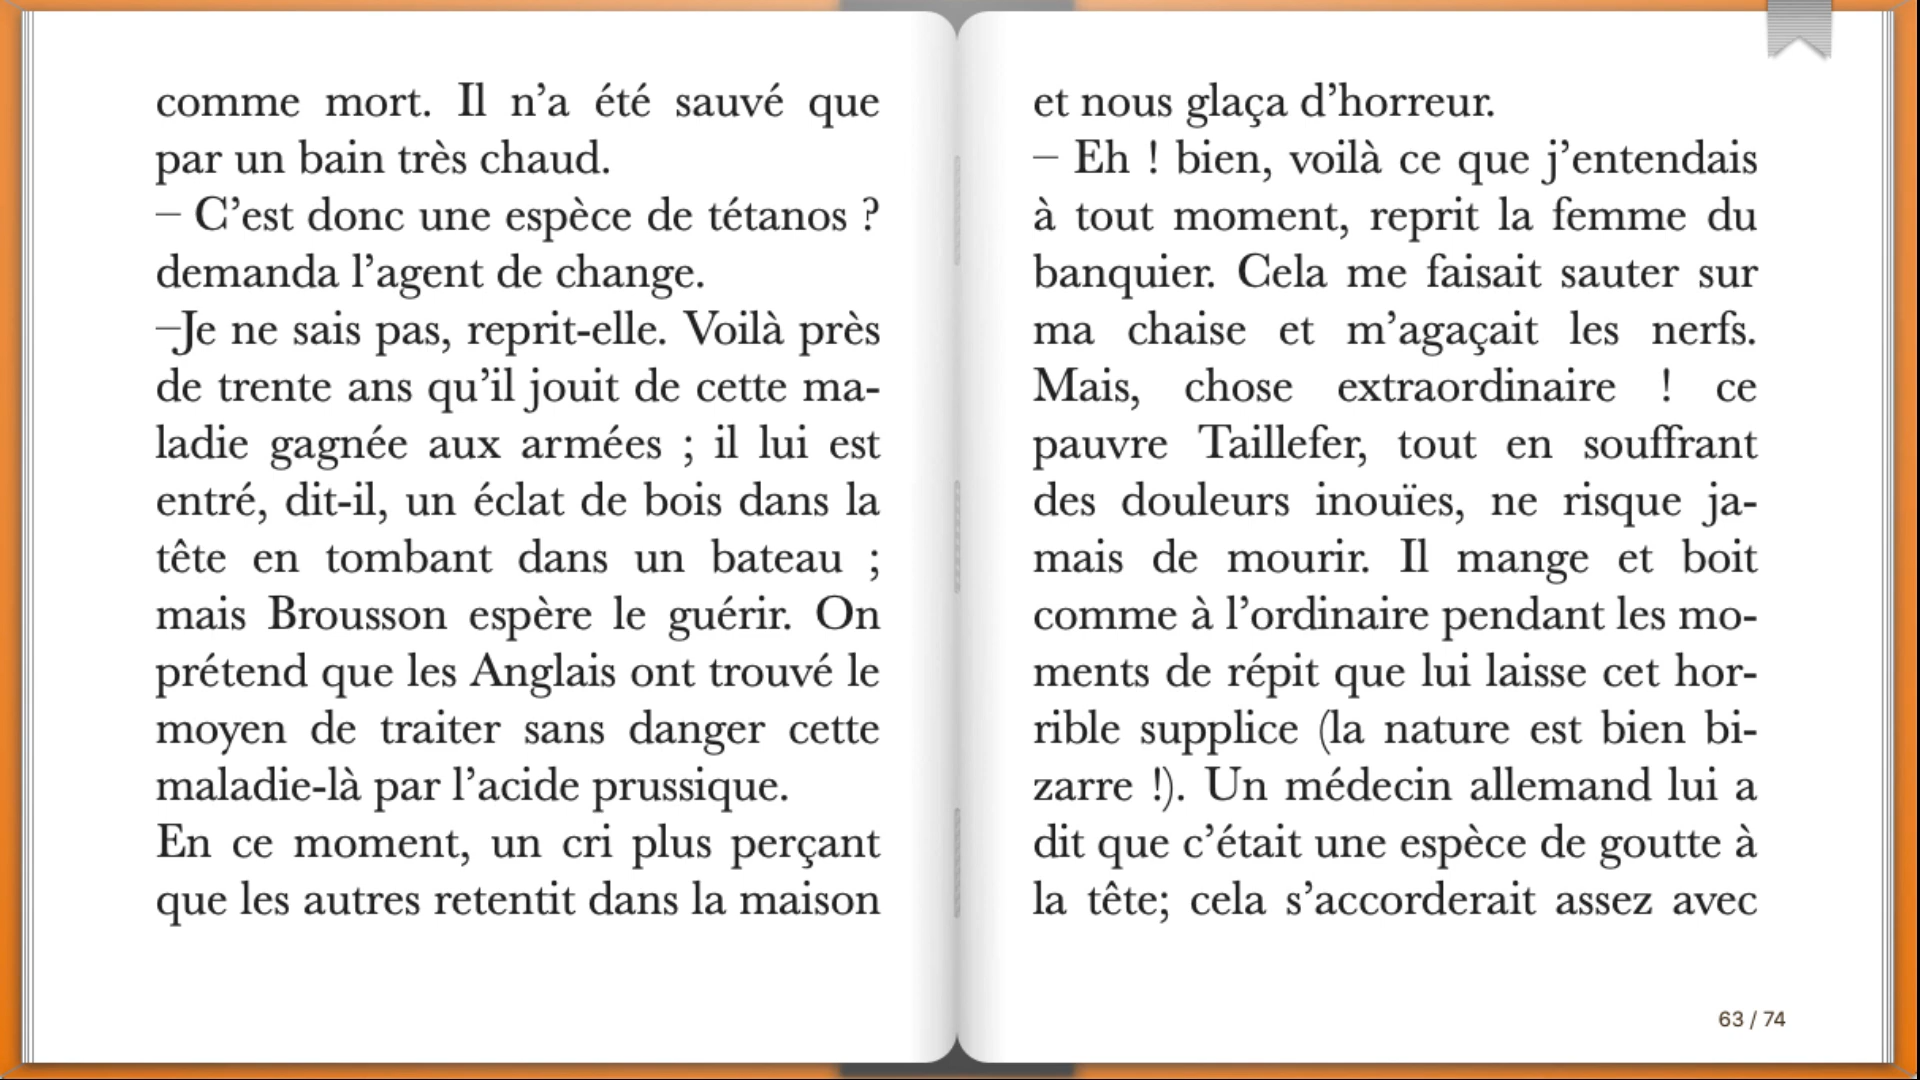 comme mort. Il n’a été sauvé que
par un bain très chaud.
– C’est donc une espèce de tétanos ?
demanda l’agent de change.
–Je ne sais pas, reprit-elle. Voilà près
de trente ans qu’il jouit de cette ma-
ladie gagnée aux armées ; il lui est
entré, dit-il, un éclat de bois dans la
tête en tombant dans un bateau ;
mais Brousson espère le guérir. On
prétend que les Anglais ont trouvé le
moyen de traiter sans danger cette
maladie-là par l’acide prussique.
En ce moment, un cri plus perçant
que les autres retentit dans la maison
et nous glaça d’horreur.
– Eh ! bien, voilà ce que j’entendais
à tout moment, reprit la femme du
banquier. Cela me faisait sauter sur
ma chaise et m’agaçait les nerfs.
Mais, chose extraordinaire ! ce
pauvre Taillefer, tout en souffrant
des douleurs inouïes, ne risque ja-
mais de mourir. Il mange et boit
comme à l’ordinaire pendant les mo-
ments de répit que lui laisse cet hor-
rible supplice (la nature est bien bi-
zarre !). Un médecin allemand lui a
dit que c’était une espèce de goutte à
la tête; cela s’accorderait assez avec
63 / 74